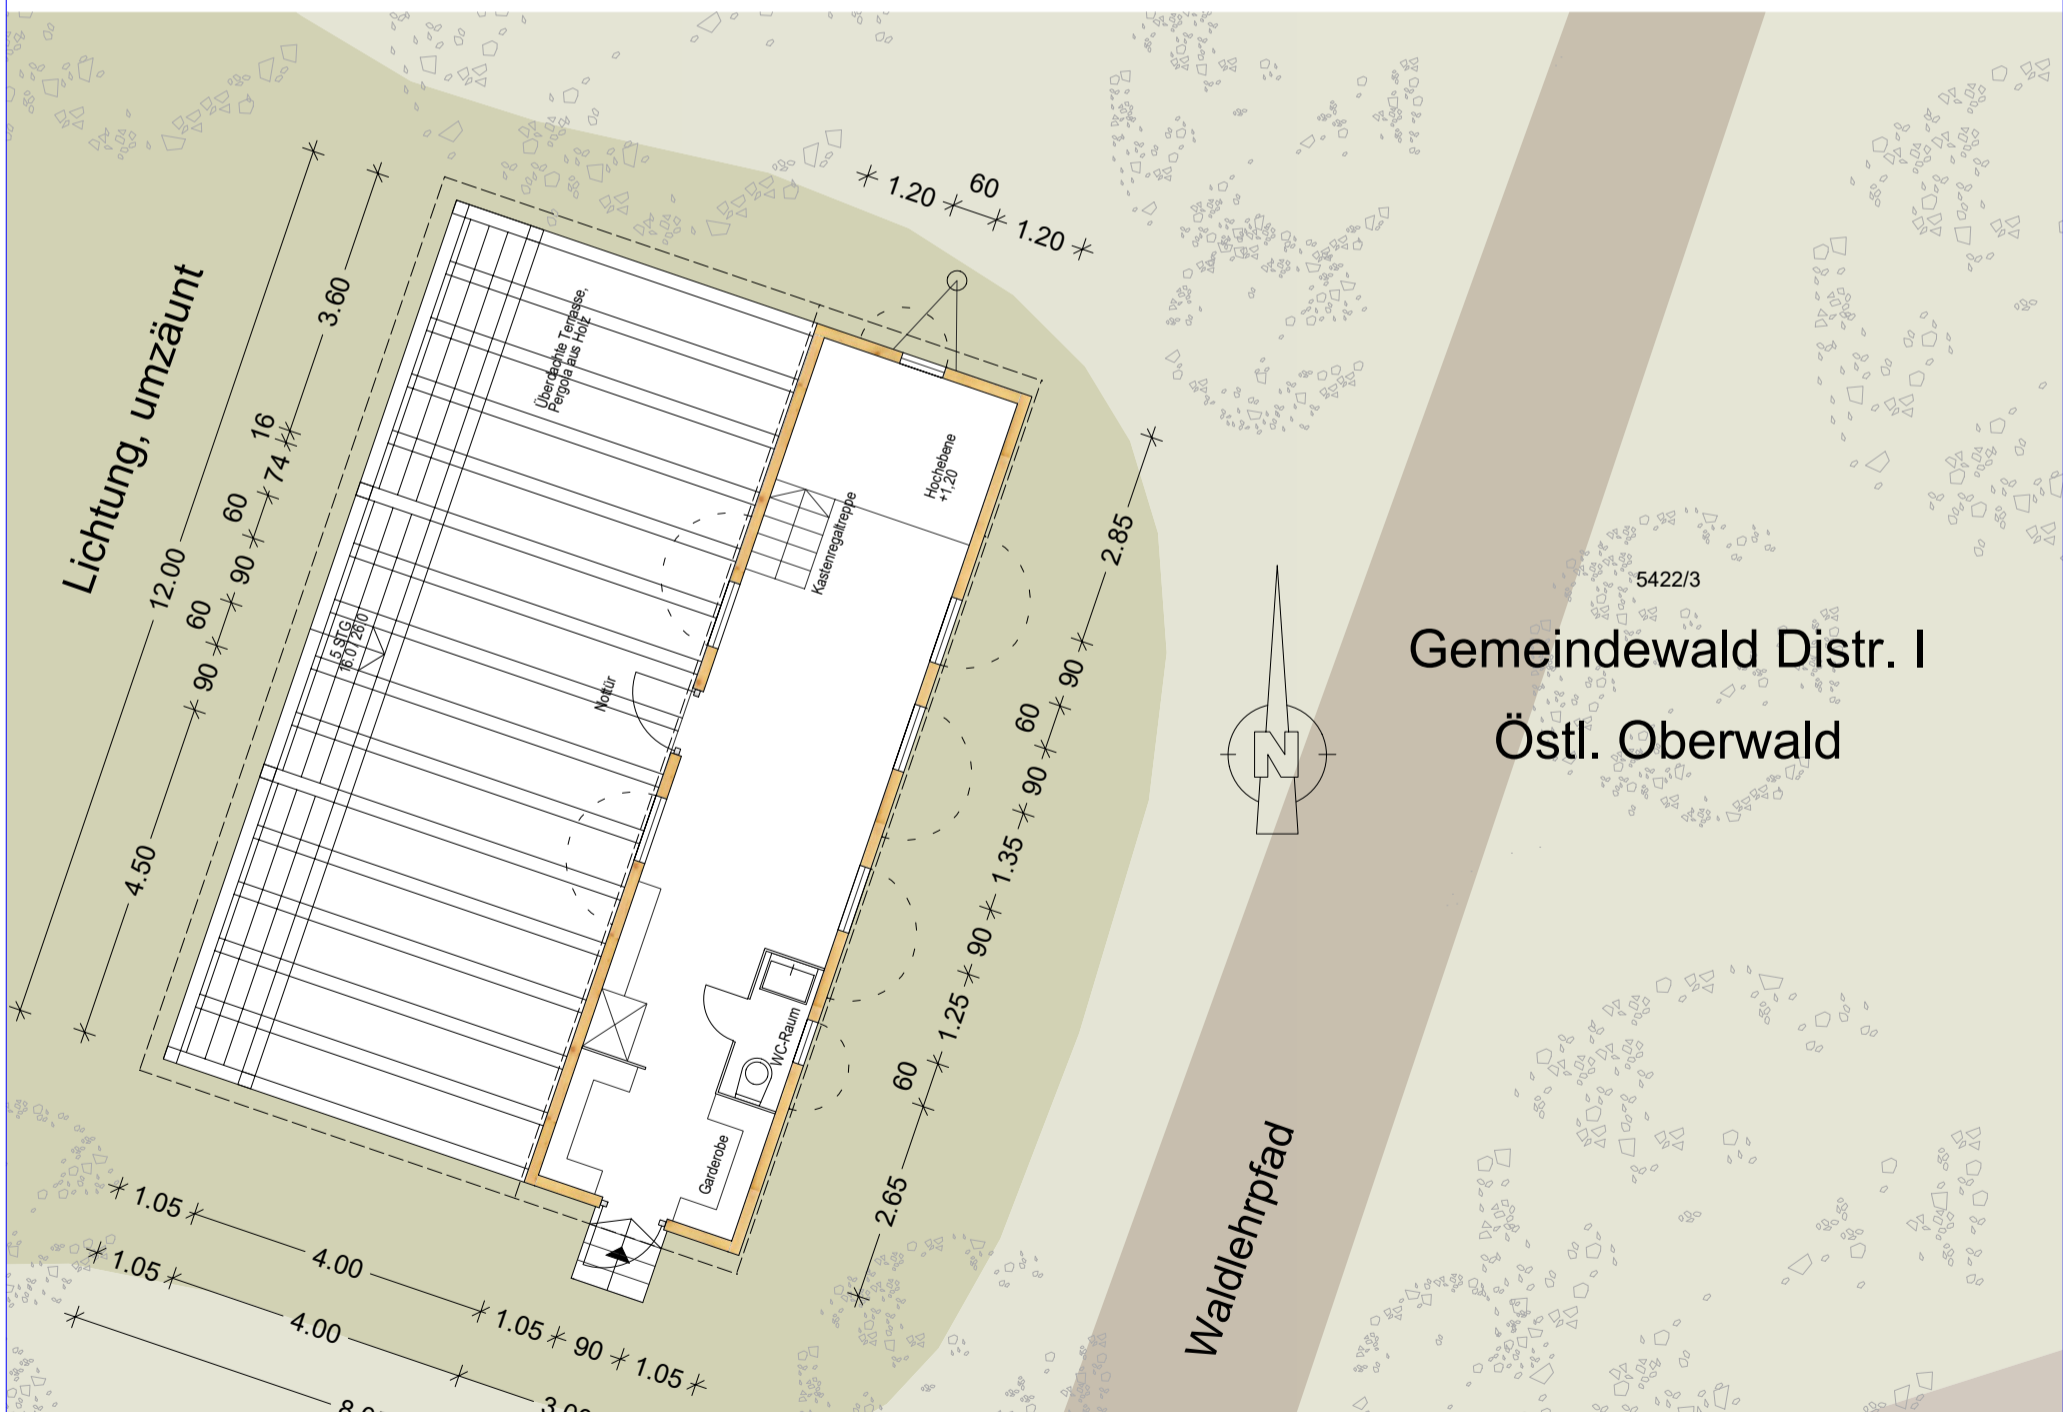 1.20
60
1.20
Lichtung, umzäunt
12.00
3.60
16
74
60
90
60
90
4.50
Überdachte Terrasse,
Pergola aus Holz
Hochebene
+1,20
Kastenregaltreppe
5 STG
Nottür
WC-Raum
Garderobe
2.85
90
60
90
1.35
90
1.25
60
2.65
1.05
4.00
1.05
90
1.05
1.05
4.00
N
5422/3
Gemeindewald Distr. I
Östl. Oberwald
Waldlehrpfad